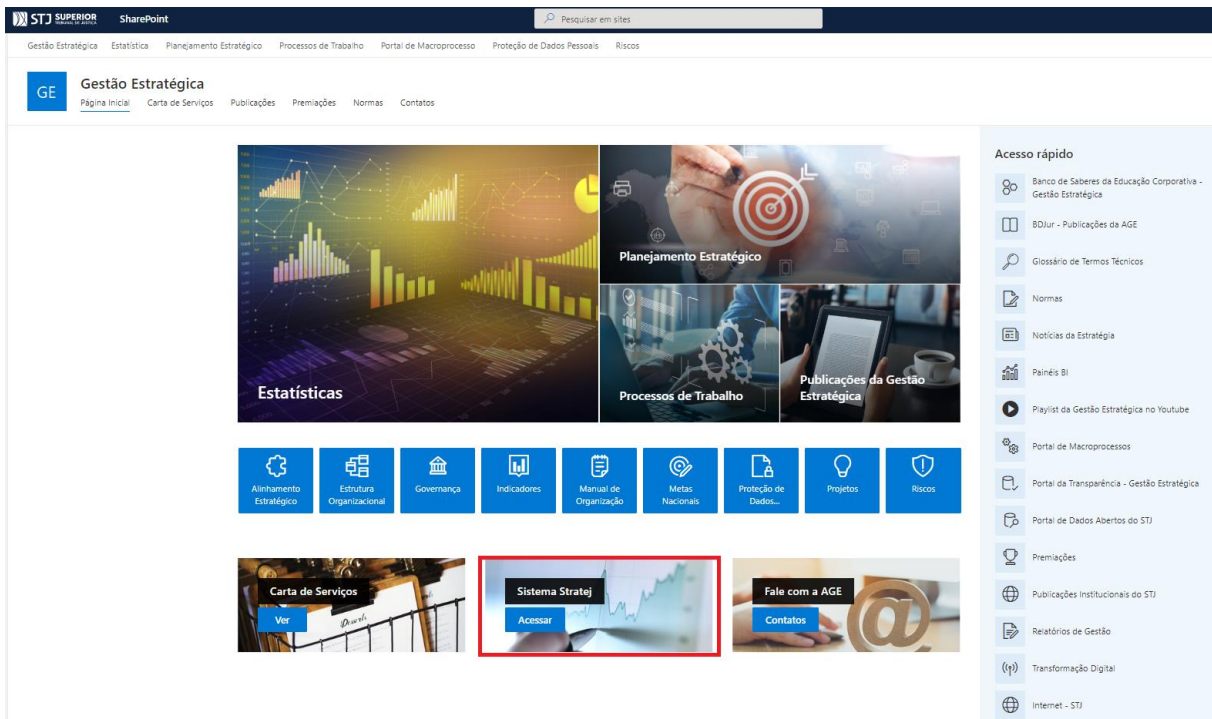 STJ SUPERIOR
TRIBUNAL DE JUSTIÇA
SharePoint
Pesquisar em sites
Gestão Estratégica Estatística Planejamento Estratégico Processos de Trabalho Portal de Macroprocesso Proteção de Dados Pessoais Riscos
GE
Gestão Estratégica
Página Inicial Carta de Serviços Publicações Premiações Normas Contatos
Estatísticas
Planejamento Estratégico
Processos de Trabalho
Publicações da Gestão
Estratégica
Alinhamento
Estratégico
Estrutura
Organizacional
Governança
Indicadores
Manual de
Organização
Metas
Nacionais
Proteção de
Dados...
Projetos
Riscos
Carta de Serviços
Ver
Sistema Stratej
Acessar
Fale com a AGE
Contatos
Acesso rápido
Banco de Saberes da Educação Corporativa -
Gestão Estratégica
BDJur - Publicações da AGE
Glossário de Termos Técnicos
Normas
Notícias da Estratégia
Painéis BI
Playlist da Gestão Estratégica no Youtube
Portal de Macroprocessos
Portal da Transparência - Gestão Estratégica
Portal de Dados Abertos do STJ
Premiações
Publicações Institucionais do STJ
Relatórios de Gestão
Transformação Digital
Internet - STJ